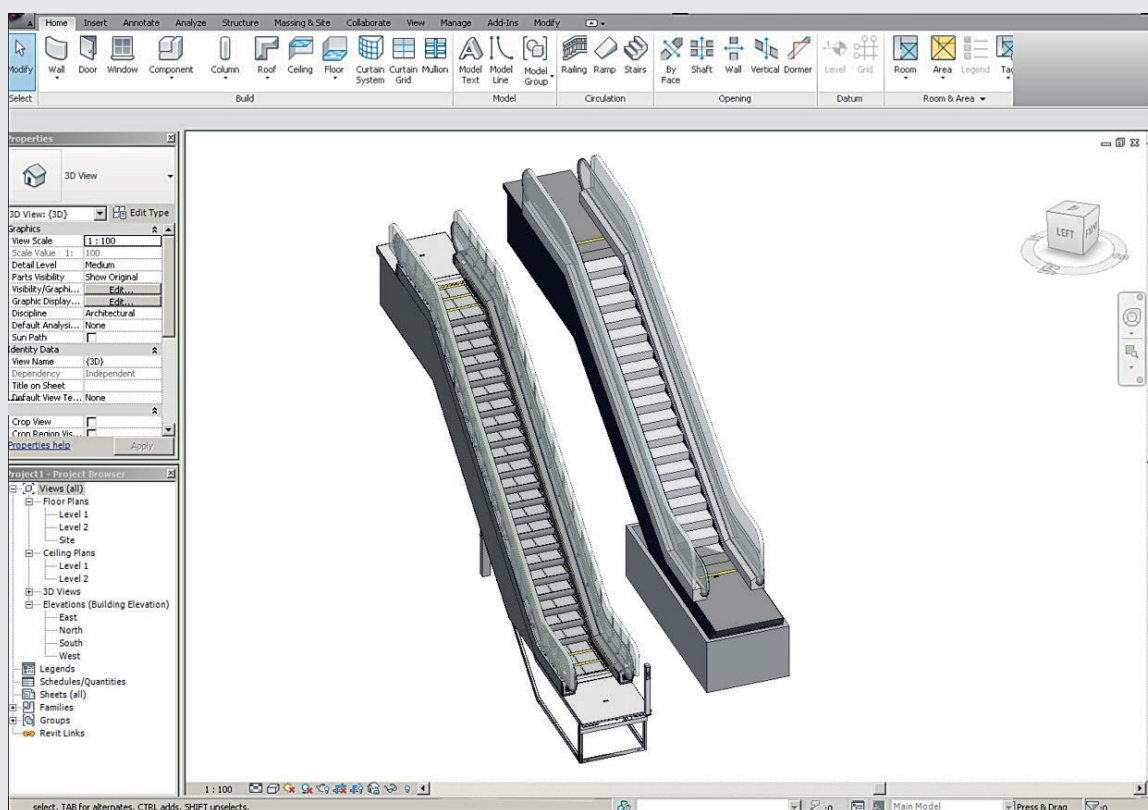 Home Insert Annotate Analyze Structure Massing & Site Collaborate View Manage Add-Ins Modify
Modify Wall Door Window Component Column Roof Ceiling Floor Curtain System Curtain Grid Mullion Model Text Model Line Model Group Railing Ramp Stairs By Face Shaft Wall Vertical Dormer Level Grid Room Area Legend Tag
Select Build Model Circulation Opening Datum Room & Area
Properties
3D View
3D View: {3D} Edit Type
Graphics
View Scale 1 : 100
Scale Value 1: 100
Detail Level Medium
Parts Visibility Show Original
Visibility/Graphi... Edit...
Graphic Display... Edit...
Discipline Architectural
Default Analysi... None
Sun Path
Identity Data
View Name {3D}
Dependency Independent
Title on Sheet
Default View Te... None
Crop View
Crop Region Vis...
Properties help Apply
Project1 - Project Browser
Views (all)
Floor Plans
Level 1
Level 2
Site
Ceiling Plans
Level 1
Level 2
3D Views
Elevations (Building Elevation)
East
North
South
West
Legends
Schedules/Quantities
Sheets (all)
Families
Groups
Revit Links
LEFT
1 : 100
select, TAB for alternates, CTRL adds, SHIFT unselects.
:0 Main Model Press & Drag :0